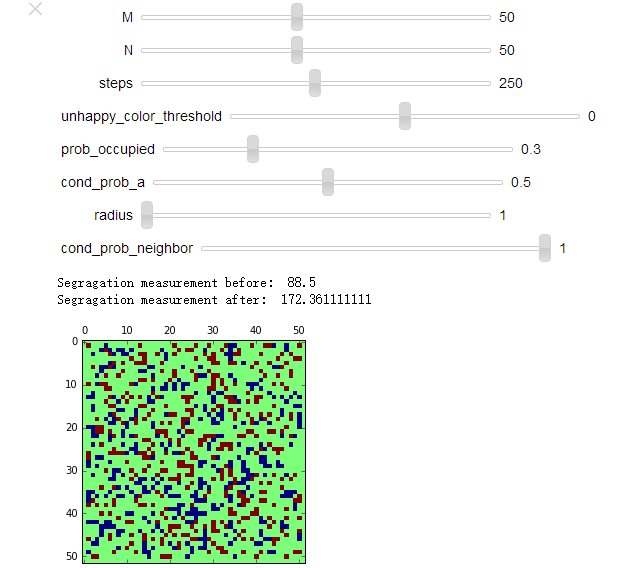 M 50
N 50
steps 250
unhappy_color_threshold 0
prob_occupied 0.3
cond_prob_a 0.5
radius 1
cond_prob_neighbor 1
Segragation measurement before: 88.5
Segragation measurement after: 172.361111111
0 10 20 30 40 50
0
10
20
30
40
50